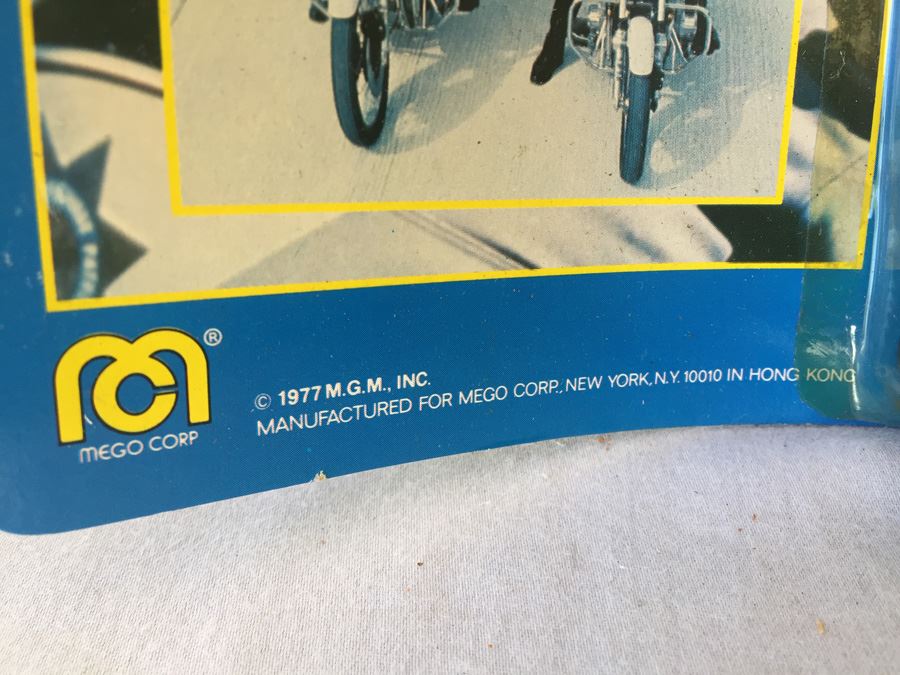 ®
MEGO CORP
© 1977 M.G.M., INC.
MANUFACTURED FOR MEGO CORP., NEW YORK, N.Y. 10010 IN HONG KONG